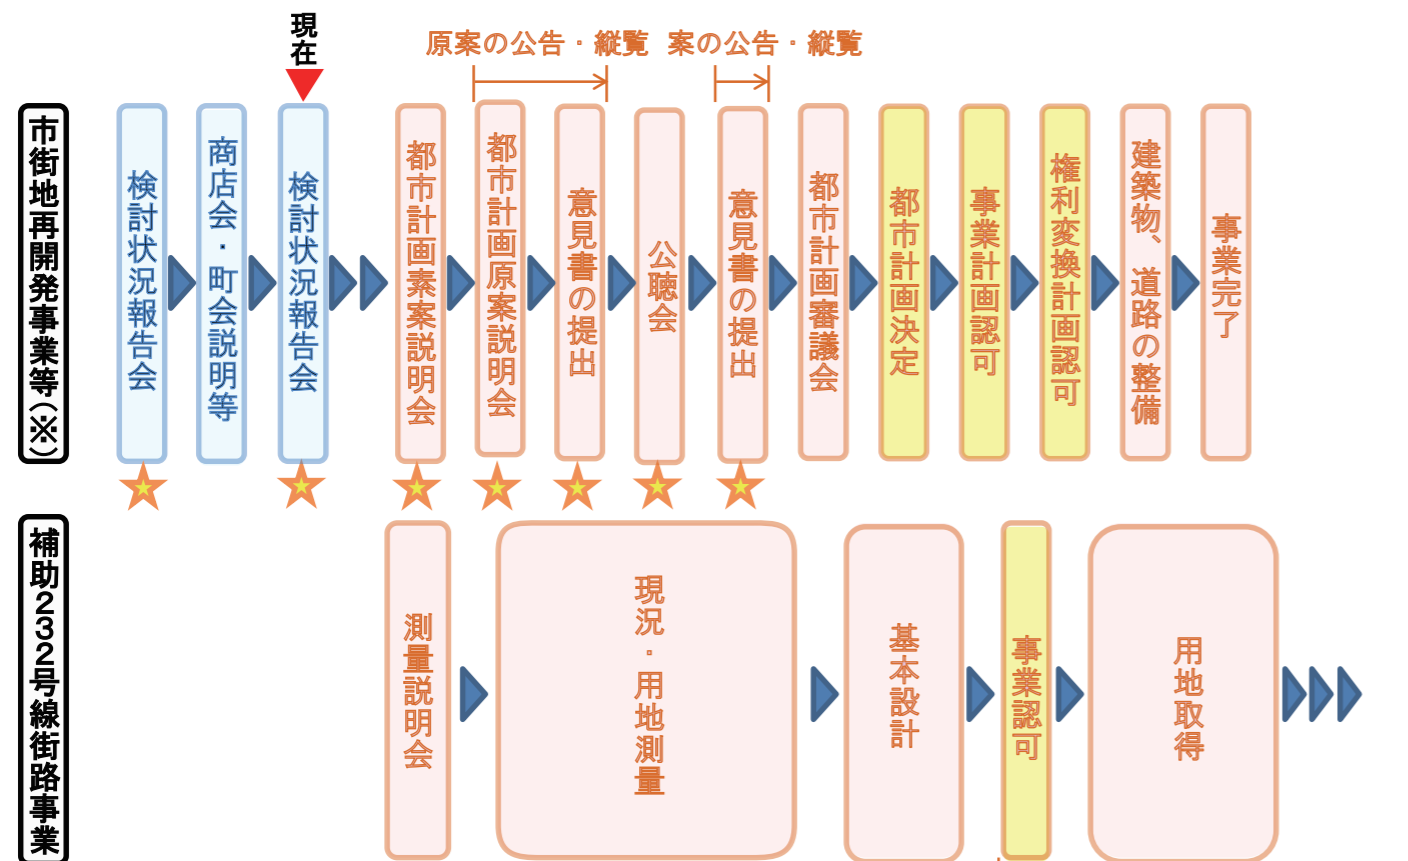 現在
原案の公告・縦覧
案の公告・縦覧
市街地再開発事業等(※)
検討状況報告会
商店会・町会説明等
検討状況報告会
都市計画素案説明会
都市計画原案説明会
意見書の提出
公聴会
意見書の提出
都市計画審議会
都市計画決定
事業計画認可
権利変換計画認可
建築物、道路の整備
事業完了
補助232号線街路事業
測量説明会
現況・用地測量
基本設計
事業認可
用地取得